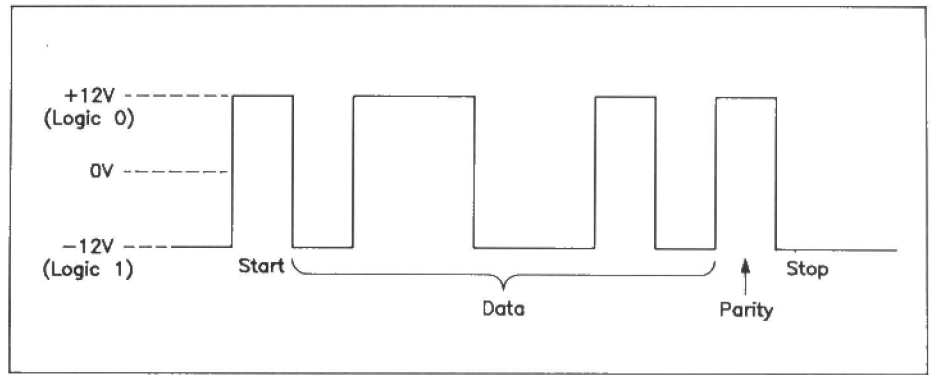 +12V
(Logic 0)
0V
-12V
(Logic 1)
Start
Stop
Data
Parity